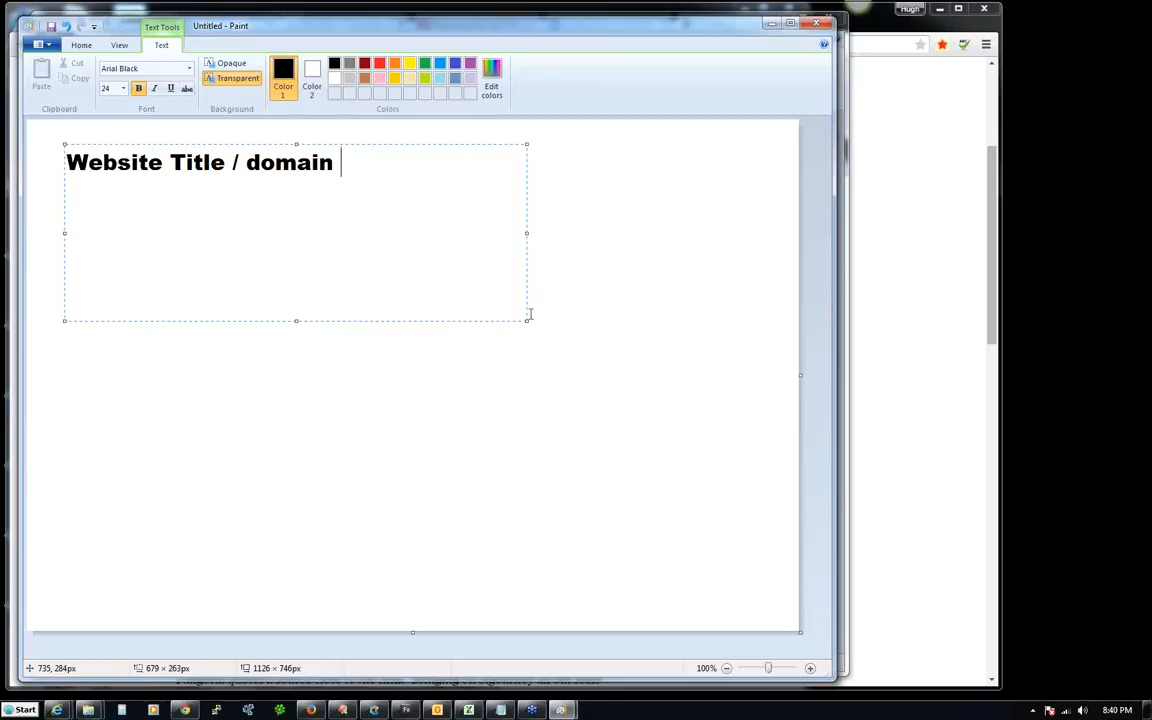 Hugh
Text Tools
Untitled - Paint
Home
View
Text
Paste
Cut
Copy
Clipboard
Arial Black
24
B
I
U
abc
Font
Opaque
Transparent
Background
Color 1
Color 2
Edit colors
Colors
Website Title / domain
735, 284px
679 × 263px
1126 × 746px
100%
Start
Fs
8:40 PM